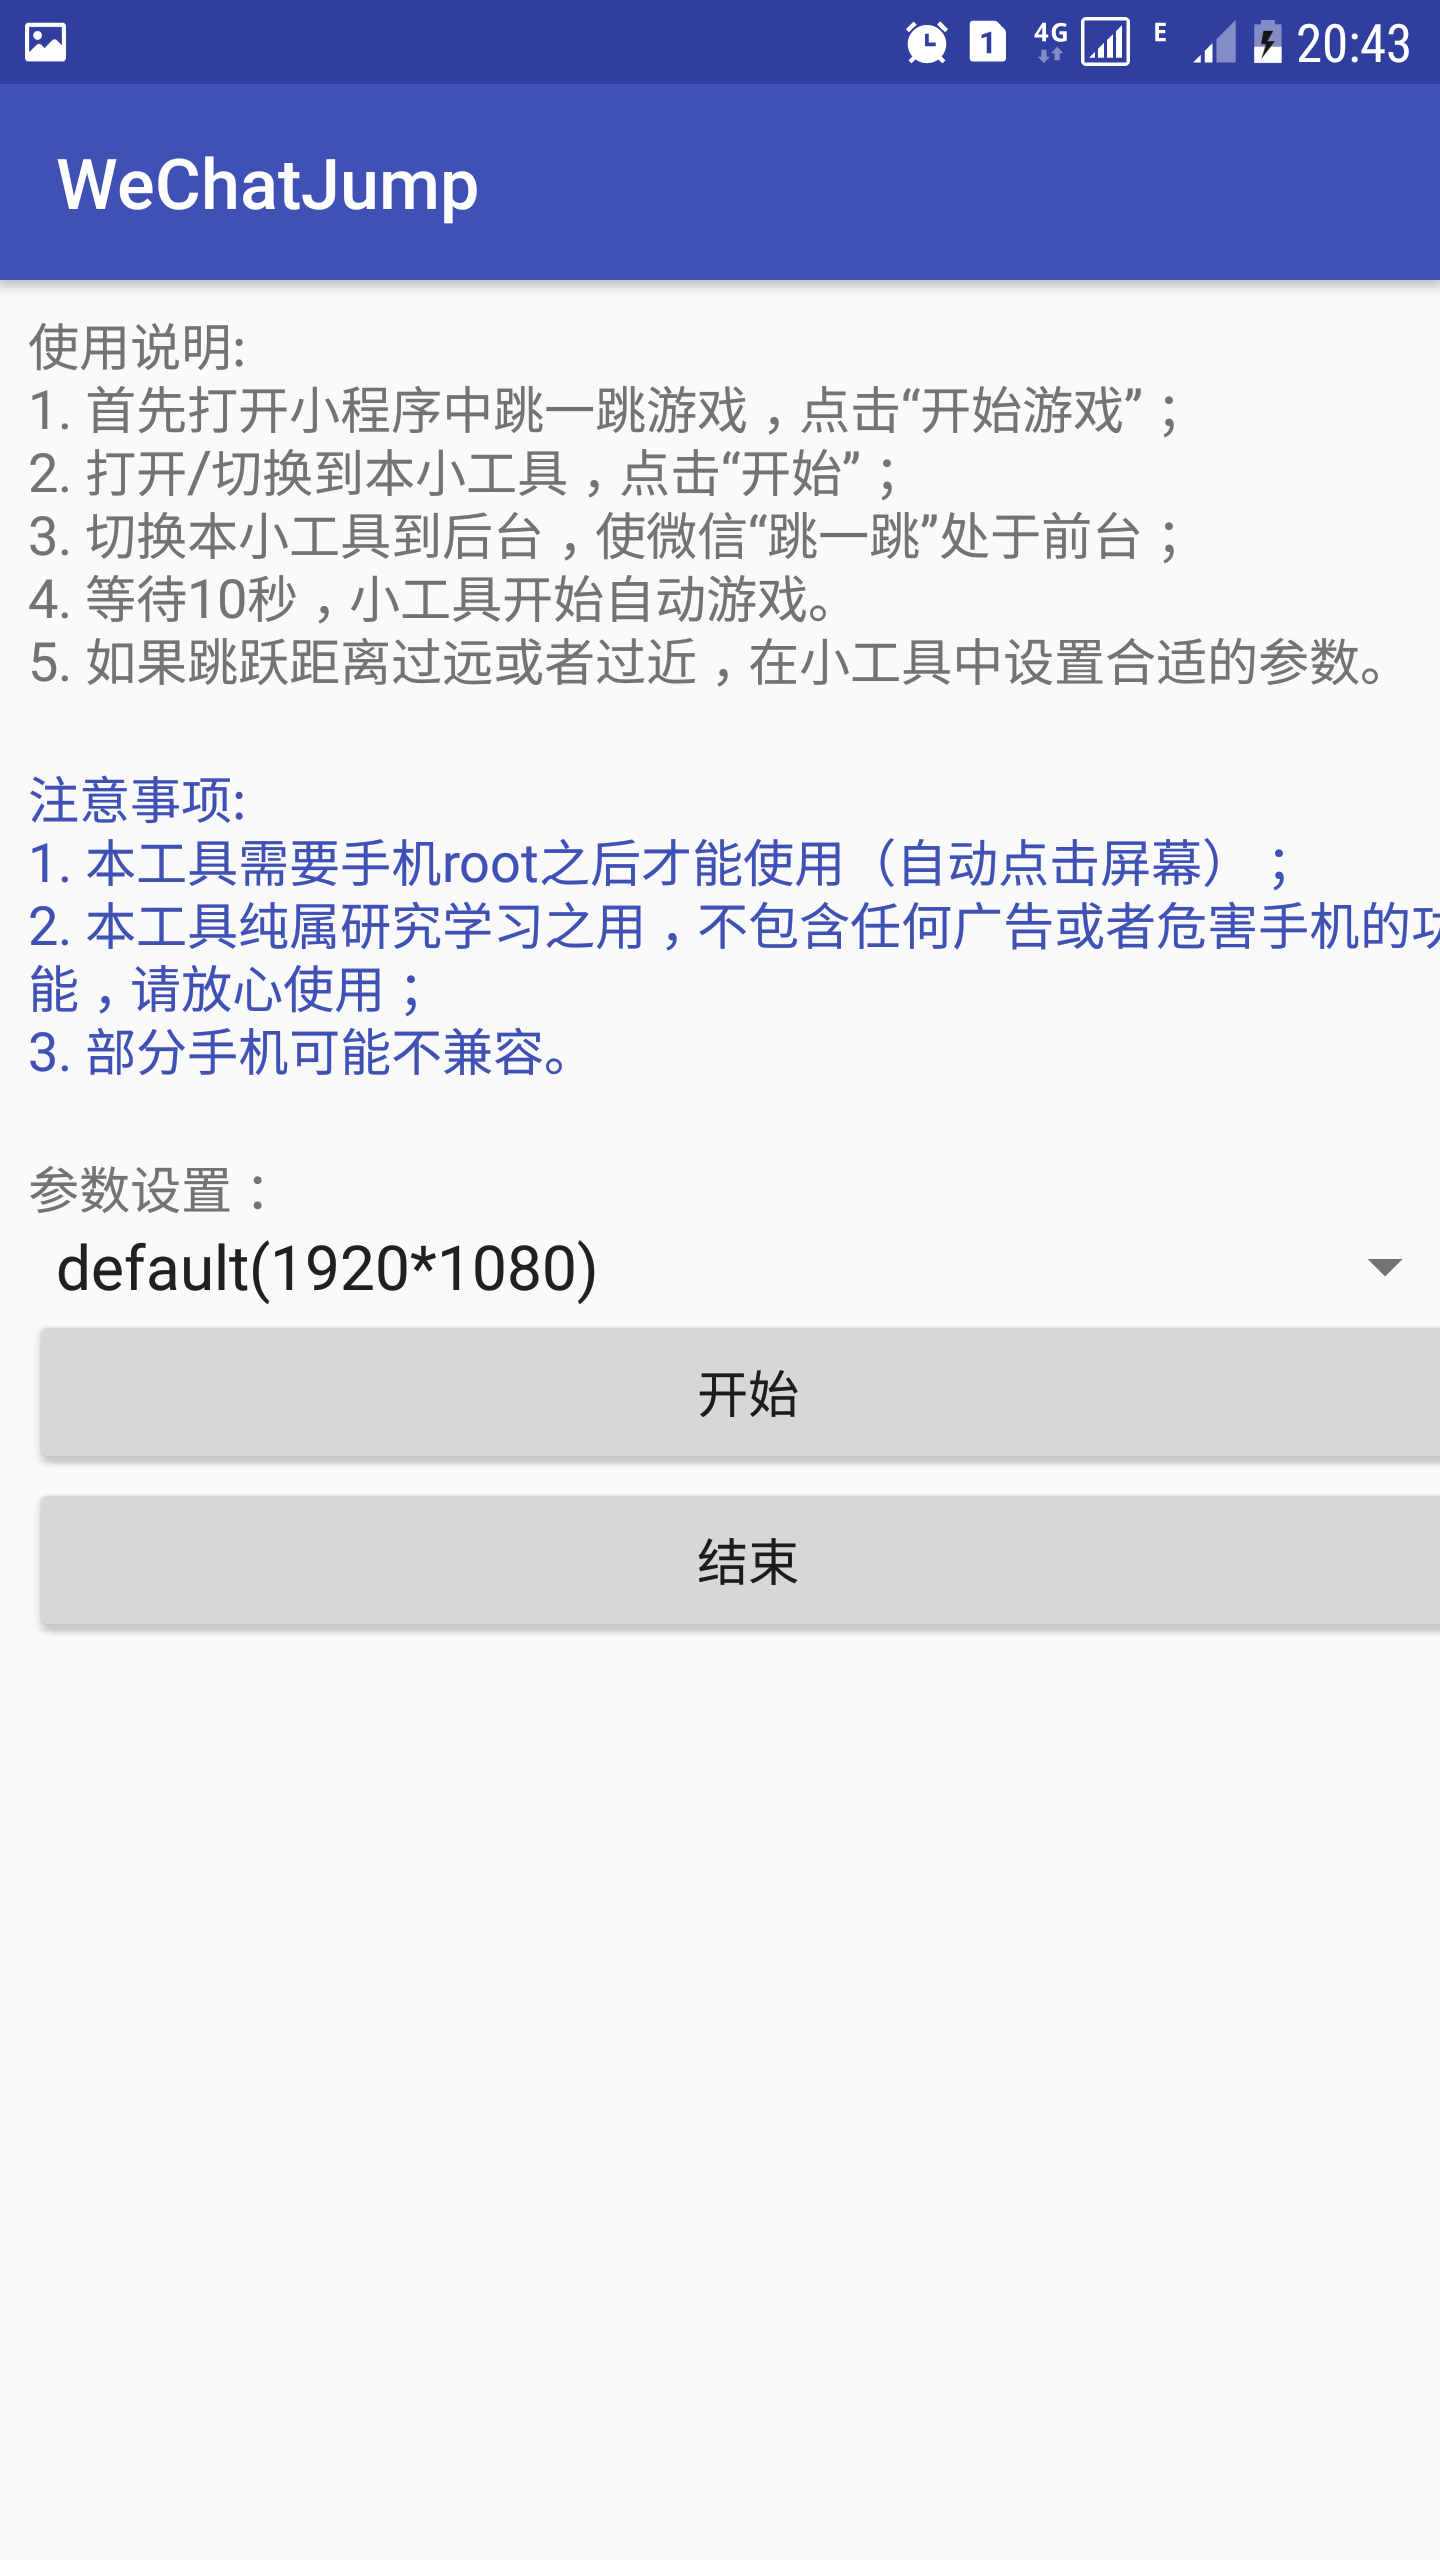 4G E 20:43
1
WeChatJump
使用说明:
1. 首先打开小程序中跳一跳游戏，点击“开始游戏”；
2. 打开/切换到本小工具，点击“开始”；
3. 切换本小工具到后台，使微信“跳一跳”处于前台；
4. 等待10秒，小工具开始自动游戏。
5. 如果跳跃距离过远或者过近，在小工具中设置合适的参数。
注意事项:
1. 本工具需要手机root之后才能使用（自动点击屏幕）；
2. 本工具纯属研究学习之用，不包含任何广告或者危害手机的功
能，请放心使用；
3. 部分手机可能不兼容。
参数设置：
default(1920*1080)
开始
结束